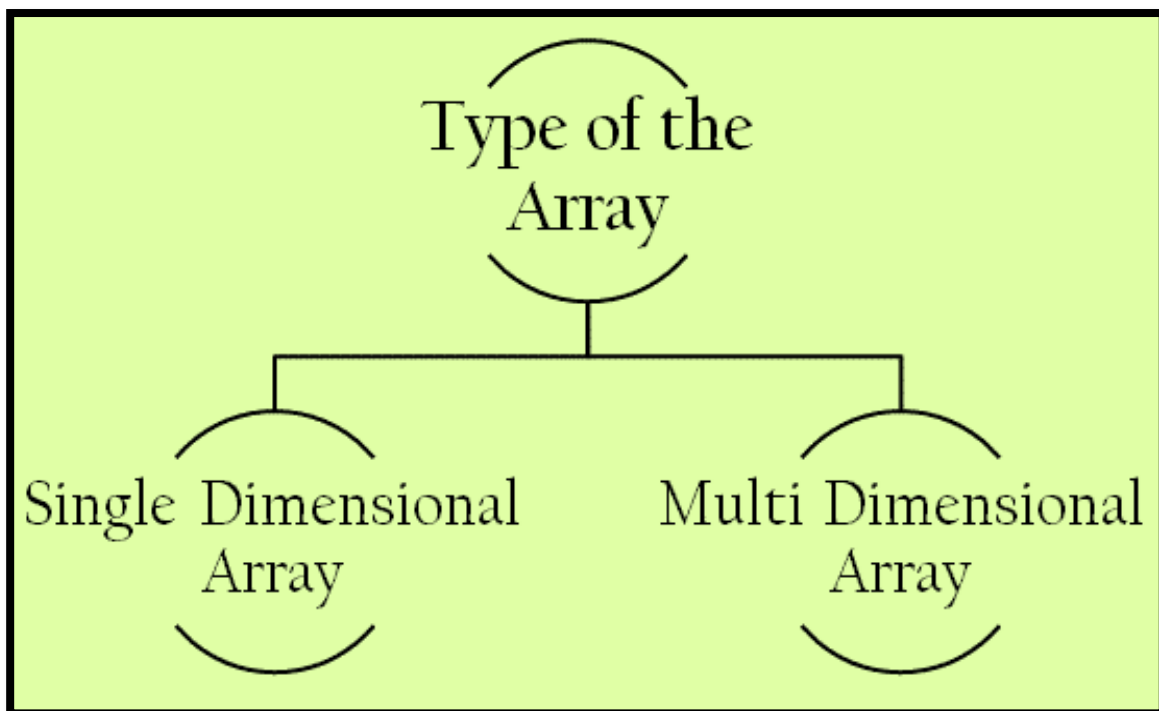 Type of the
Array
Single Dimensional
Array
Multi Dimensional
Array